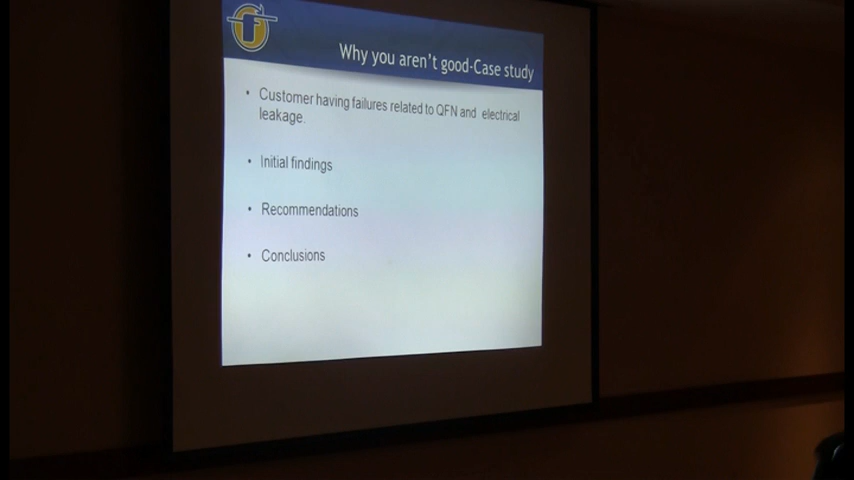 f
Why you aren't good-Case study
• Customer having failures related to QFN and electrical
leakage.
• Initial findings
• Recommendations
• Conclusions